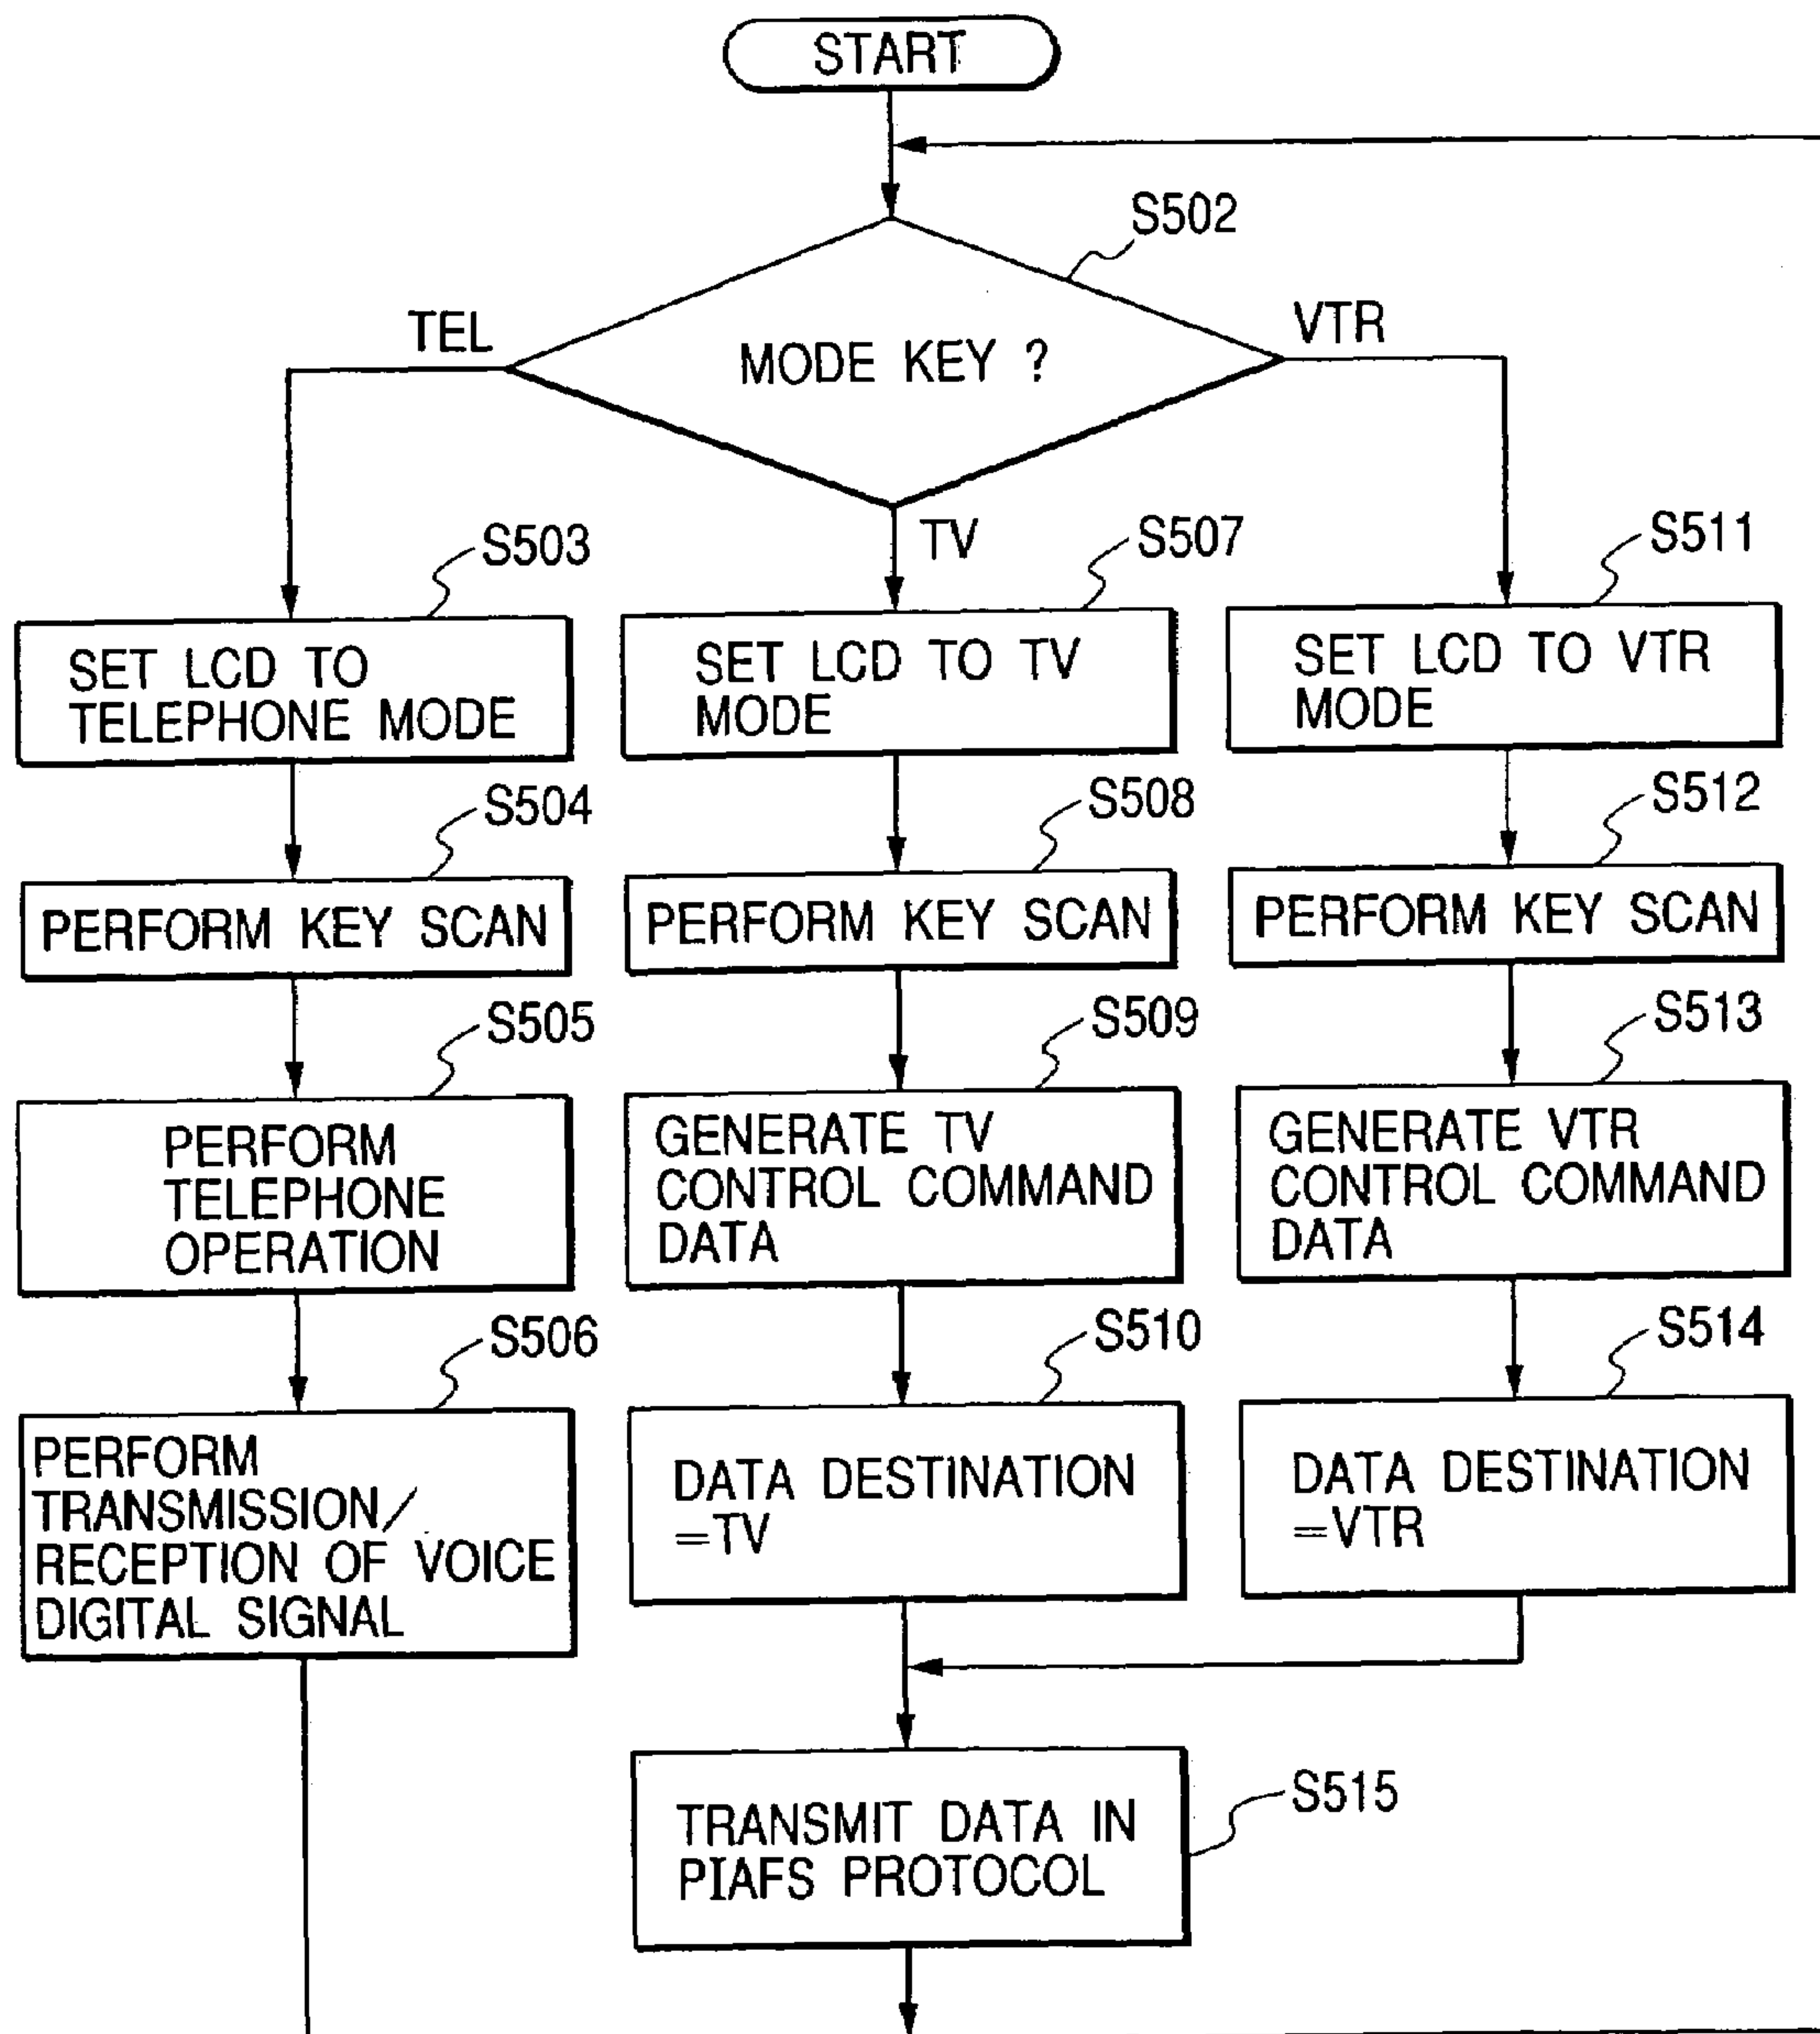 START
S502
TEL
MODE KEY ?
VTR
TV
S503
SET LCD TO
TELEPHONE MODE
S504
PERFORM KEY SCAN
S505
PERFORM
TELEPHONE
OPERATION
S506
PERFORM
TRANSMISSION/
RECEPTION OF VOICE
DIGITAL SIGNAL
S507
SET LCD TO TV
MODE
S508
PERFORM KEY SCAN
S509
GENERATE TV
CONTROL COMMAND
DATA
S510
DATA DESTINATION
=TV
S511
SET LCD TO VTR
MODE
S512
PERFORM KEY SCAN
S513
GENERATE VTR
CONTROL COMMAND
DATA
S514
DATA DESTINATION
=VTR
S515
TRANSMIT DATA IN
PIAFS PROTOCOL